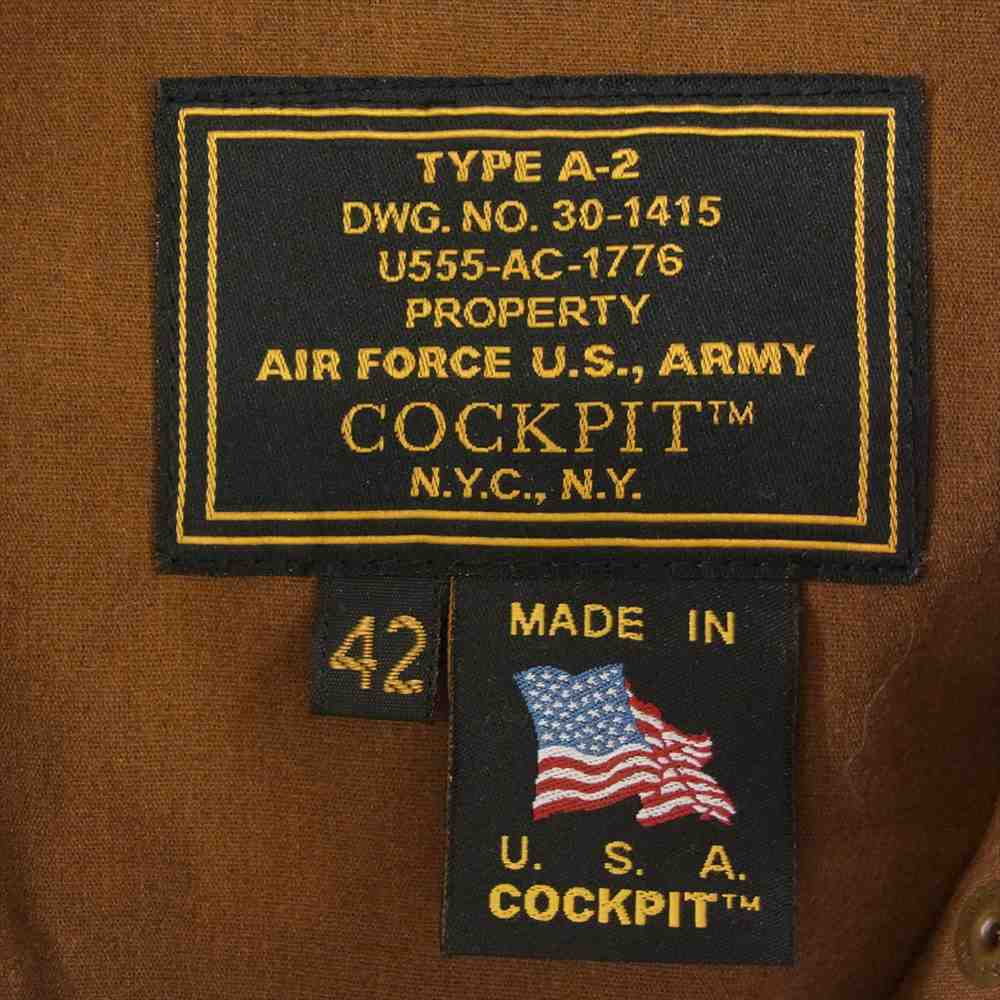 TYPE A-2
DWG. NO. 30-1415
U555-AC-1776
PROPERTY
AIR FORCE U.S., ARMY
COCKPIT™
N.Y.C., N.Y.
42
MADE IN
U. S. A.
COCKPIT™